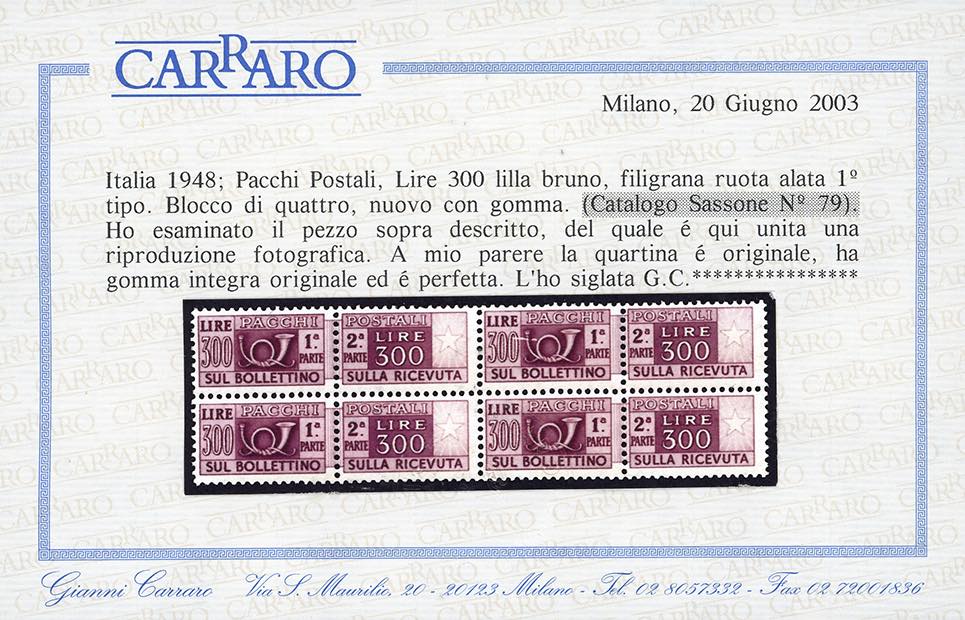 CARRARO
Milano, 20 Giugno 2003
Italia 1948; Pacchi Postali, Lire 300 lilla bruno, filigrana ruota alata 1º
tipo. Blocco di quattro, nuovo con gomma. (Catalogo Sassone Nº 79).
Ho esaminato il pezzo sopra descritto, del quale é qui unita una
riproduzione fotografica. A mio parere la quartina é originale, ha
gomma integra originale ed é perfetta. L'ho siglata G.C. ****************
LIRE PACCHI POSTALI LIRE PACCHI POSTALI
300 1ª PARTE 2ª PARTE LIRE 300 300 1ª PARTE 2ª PARTE LIRE 300
SUL BOLLETTINO SULLA RICEVUTA SUL BOLLETTINO SULLA RICEVUTA
LIRE PACCHI POSTALI LIRE PACCHI POSTALI
300 1ª PARTE 2ª PARTE LIRE 300 300 1ª PARTE 2ª PARTE LIRE 300
SUL BOLLETTINO SULLA RICEVUTA SUL BOLLETTINO SULLA RICEVUTA
Gianni Carraro Via S. Maurilio, 20 - 20123 Milano - Tel. 02 8057332 - Fax 02 72001836